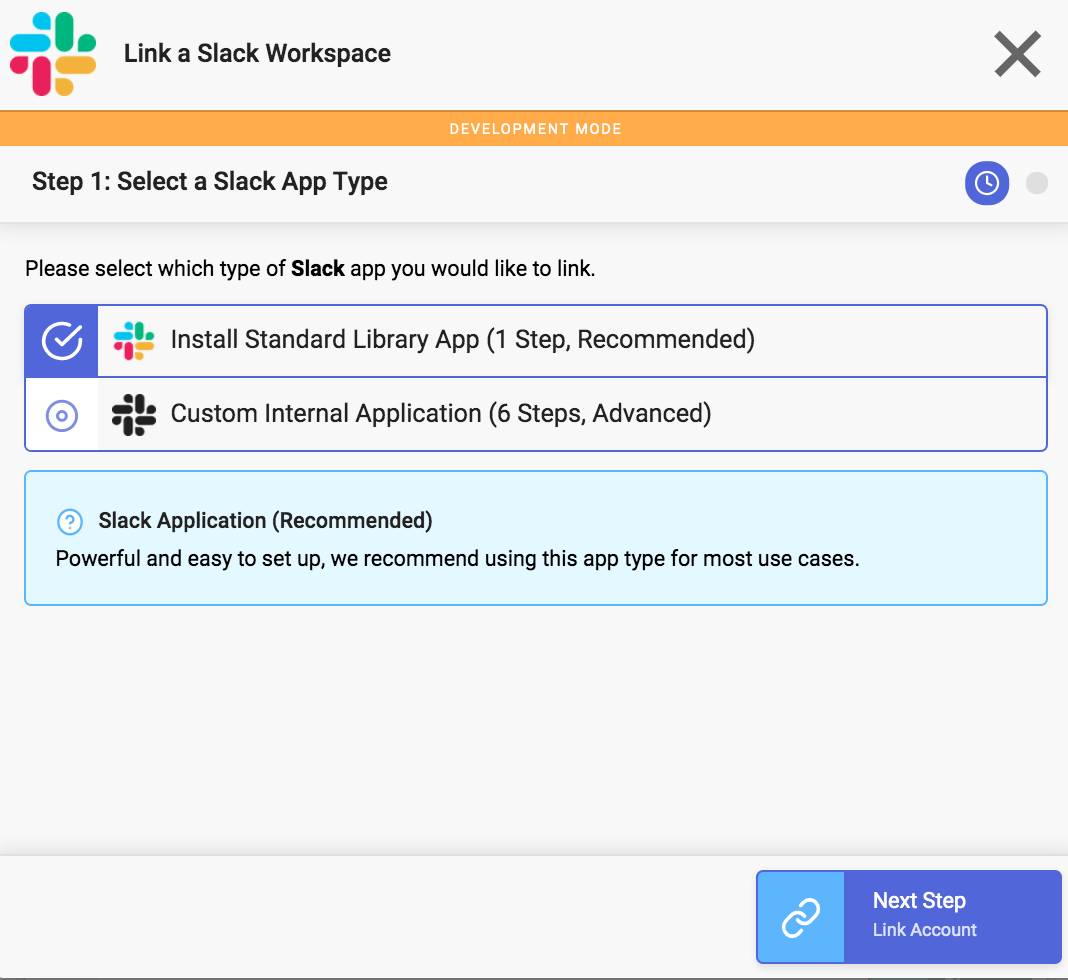 Link a Slack Workspace
DEVELOPMENT MODE
Step 1: Select a Slack App Type
Please select which type of Slack app you would like to link.
Install Standard Library App (1 Step, Recommended)
Custom Internal Application (6 Steps, Advanced)
Slack Application (Recommended)
Powerful and easy to set up, we recommend using this app type for most use cases.
Next Step
Link Account